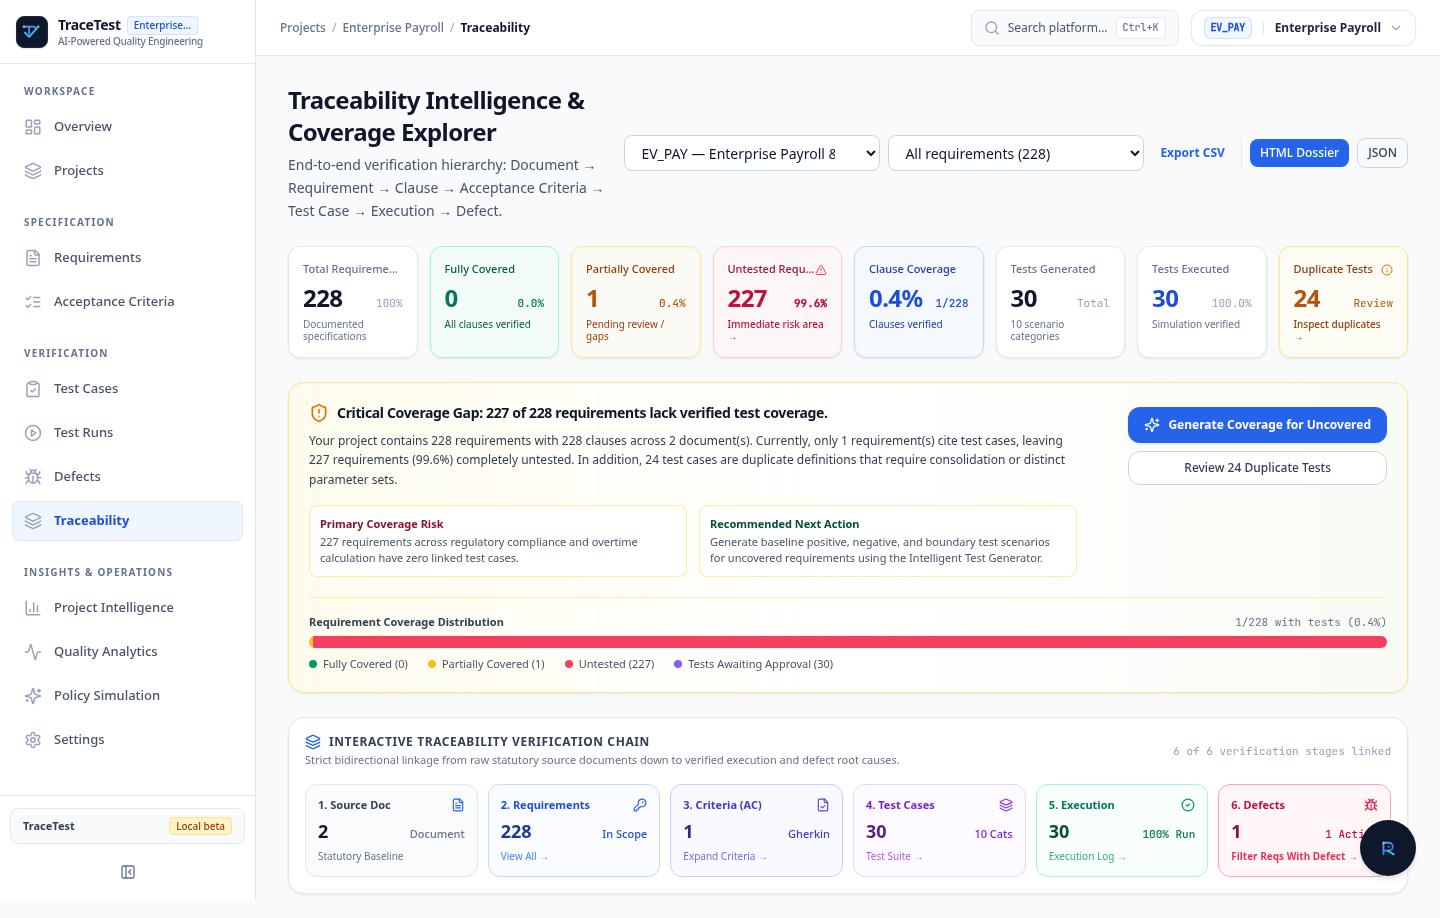 TraceTest Enterprise...
AI-Powered Quality Engineering
WORKSPACE
Overview
Projects
SPECIFICATION
Requirements
Acceptance Criteria
VERIFICATION
Test Cases
Test Runs
Defects
Traceability
INSIGHTS & OPERATIONS
Project Intelligence
Quality Analytics
Policy Simulation
Settings
TraceTest Local beta
Projects / Enterprise Payroll / Traceability
Search platform... Ctrl+K
EV_PAY Enterprise Payroll
Traceability Intelligence &
Coverage Explorer
End-to-end verification hierarchy: Document →
Requirement → Clause → Acceptance Criteria →
Test Case → Execution → Defect.
EV_PAY — Enterprise Payroll &
All requirements (228)
Export CSV
HTML Dossier
JSON
Total Requireme...
228 100%
Documented
specifications
Fully Covered
0 0.0%
All clauses verified
Partially Covered
1 0.4%
Pending review /
gaps
Untested Requ...
227 99.6%
Immediate risk area
→
Clause Coverage
0.4% 1/228
Clauses verified
Tests Generated
30 Total
10 scenario
categories
Tests Executed
30 100.0%
Simulation verified
Duplicate Tests
24 Review
Inspect duplicates
→
Critical Coverage Gap: 227 of 228 requirements lack verified test coverage.
Your project contains 228 requirements with 228 clauses across 2 document(s). Currently, only 1 requirement(s) cite test cases, leaving
227 requirements (99.6%) completely untested. In addition, 24 test cases are duplicate definitions that require consolidation or distinct
parameter sets.
Generate Coverage for Uncovered
Review 24 Duplicate Tests
Primary Coverage Risk
227 requirements across regulatory compliance and overtime
calculation have zero linked test cases.
Recommended Next Action
Generate baseline positive, negative, and boundary test scenarios
for uncovered requirements using the Intelligent Test Generator.
Requirement Coverage Distribution 1/228 with tests (0.4%)
Fully Covered (0) Partially Covered (1) Untested (227) Tests Awaiting Approval (30)
INTERACTIVE TRACEABILITY VERIFICATION CHAIN
Strict bidirectional linkage from raw statutory source documents down to verified execution and defect root causes.
6 of 6 verification stages linked
1. Source Doc
2 Document
Statutory Baseline
2. Requirements
228 In Scope
View All →
3. Criteria (AC)
1 Gherkin
Expand Criteria →
4. Test Cases
30 10 Cats
Test Suite →
5. Execution
30 100% Run
Execution Log →
6. Defects
1 1 Acti
Filter Reqs With Defect →